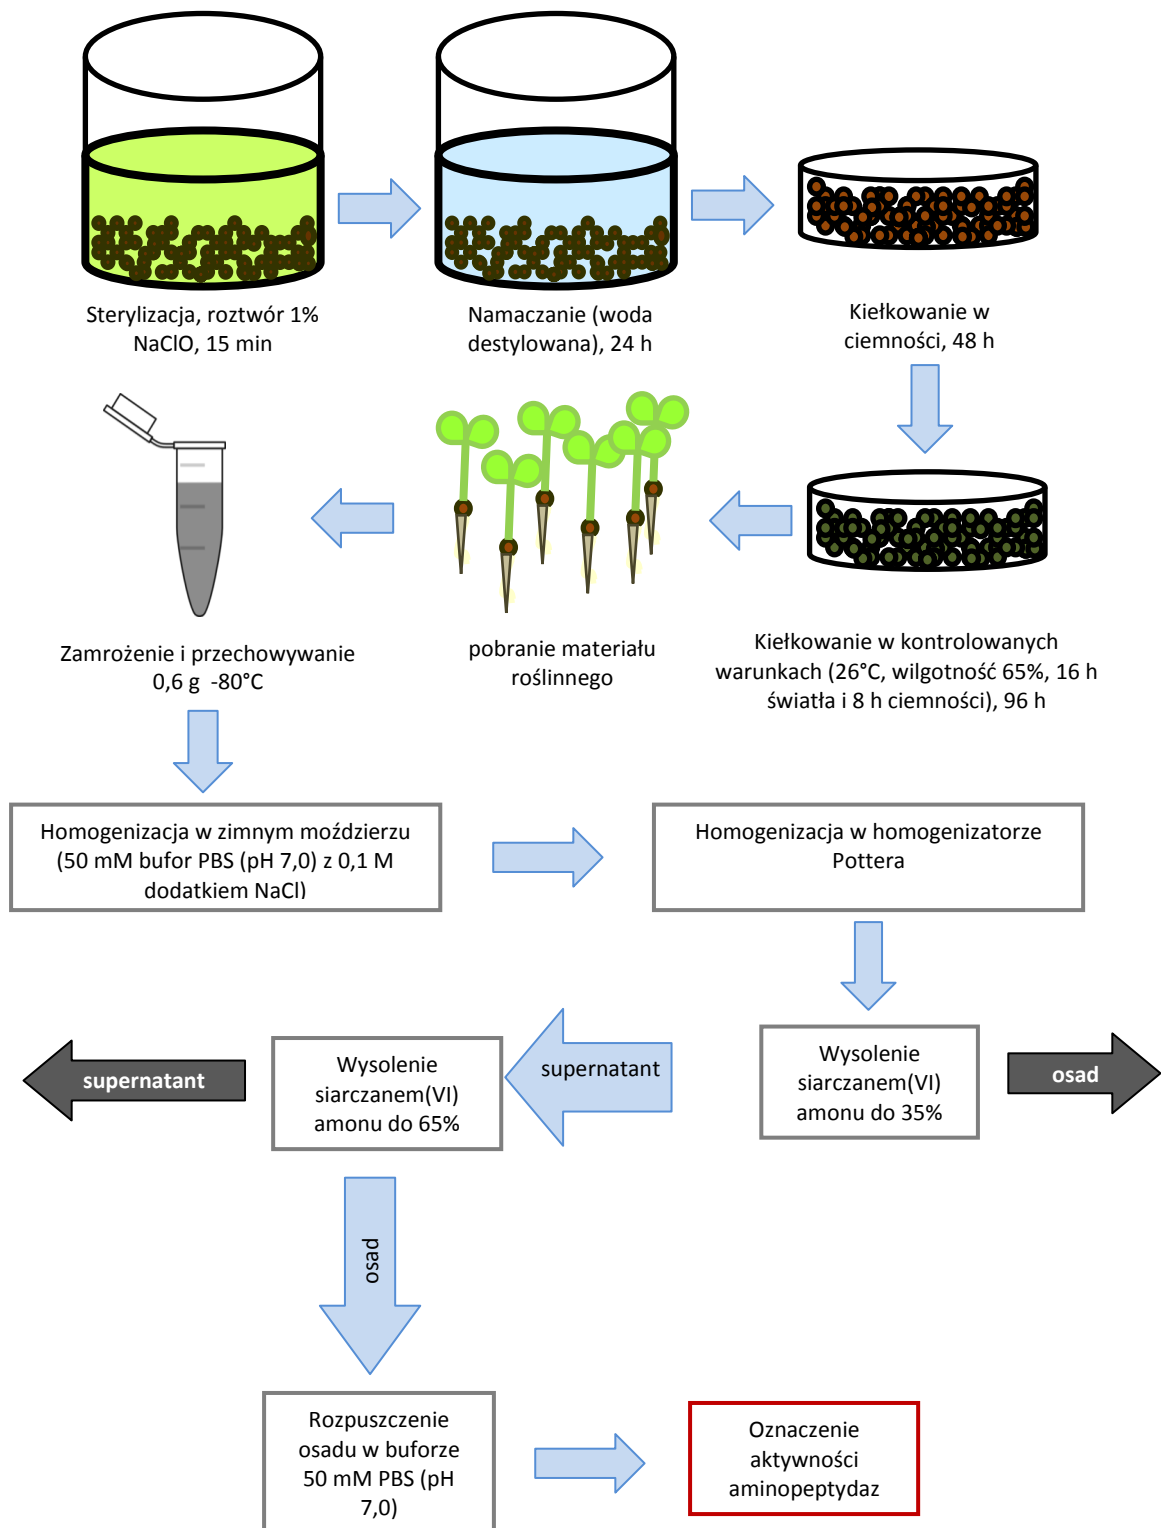 Sterylizacja, roztwór 1%
NaClO, 15 min
Namaczanie (woda
destylowana), 24 h
Kiełkowanie w
ciemności, 48 h
Zamrożenie i przechowywanie
0,6 g -80°C
pobranie materiału
roślinnego
Kiełkowanie w kontrolowanych
warunkach (26°C, wilgotność 65%, 16 h
światła i 8 h ciemności), 96 h
Homogenizacja w zimnym moździerzu
(50 mM bufor PBS (pH 7,0) z 0,1 M
dodatkiem NaCl)
Homogenizacja w homogenizatorze
Pottera
supernatant
Wysolenie
siarczanem(VI)
amonu do 65%
supernatant
Wysolenie
siarczanem(VI)
amonu do 35%
osad
osad
Rozpuszczenie
osadu w buforze
50 mM PBS (pH
7,0)
Oznaczenie
aktywności
aminopeptydaz